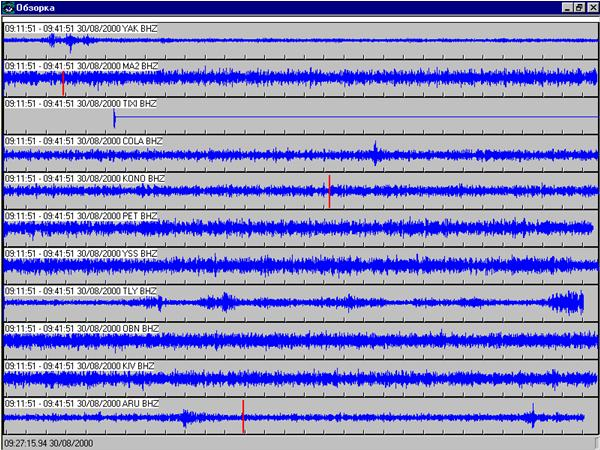 Обзорка
09:11:51 - 09:41:51 30/08/2000 YAK BHZ
09:11:51 - 09:41:51 30/08/2000 MA2 BHZ
09:11:51 - 09:41:51 30/08/2000 TIXI BHZ
09:11:51 - 09:41:51 30/08/2000 COLA BHZ
09:11:51 - 09:41:51 30/08/2000 KONO BHZ
09:11:51 - 09:41:51 30/08/2000 PET BHZ
09:11:51 - 09:41:51 30/08/2000 YSS BHZ
09:11:51 - 09:41:51 30/08/2000 TLY BHZ
09:11:51 - 09:41:51 30/08/2000 OBN BHZ
09:11:51 - 09:41:51 30/08/2000 KIV BHZ
09:11:51 - 09:41:51 30/08/2000 ARU BHZ
09:27:15.94 30/08/2000